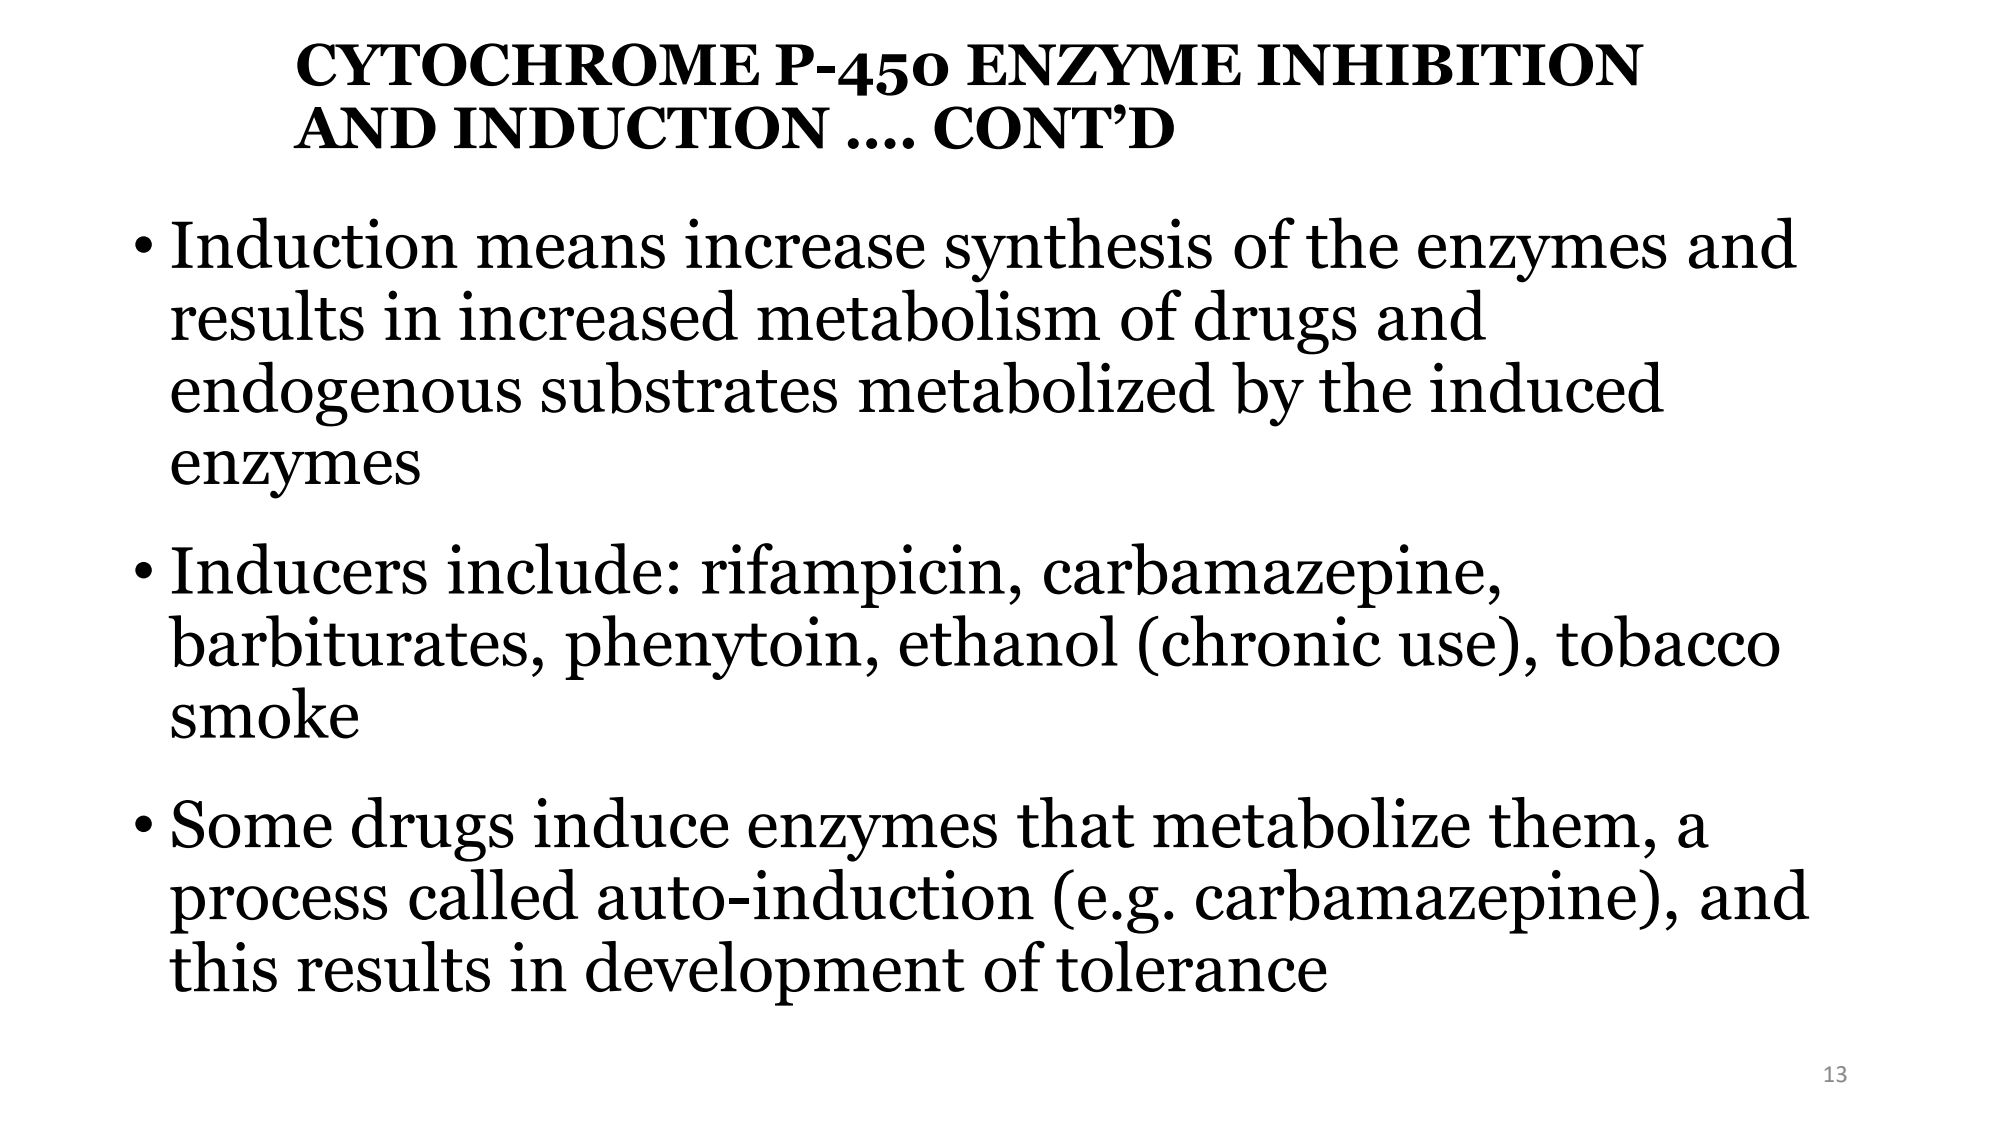 CYTOCHROME P-450 ENZYME INHIBITION
AND INDUCTION .... CONT’D
• Induction means increase synthesis of the enzymes and
results in increased metabolism of drugs and
endogenous substrates metabolized by the induced
enzymes
• Inducers include: rifampicin, carbamazepine,
barbiturates, phenytoin, ethanol (chronic use), tobacco
smoke
• Some drugs induce enzymes that metabolize them, a
process called auto-induction (e.g. carbamazepine), and
this results in development of tolerance
13